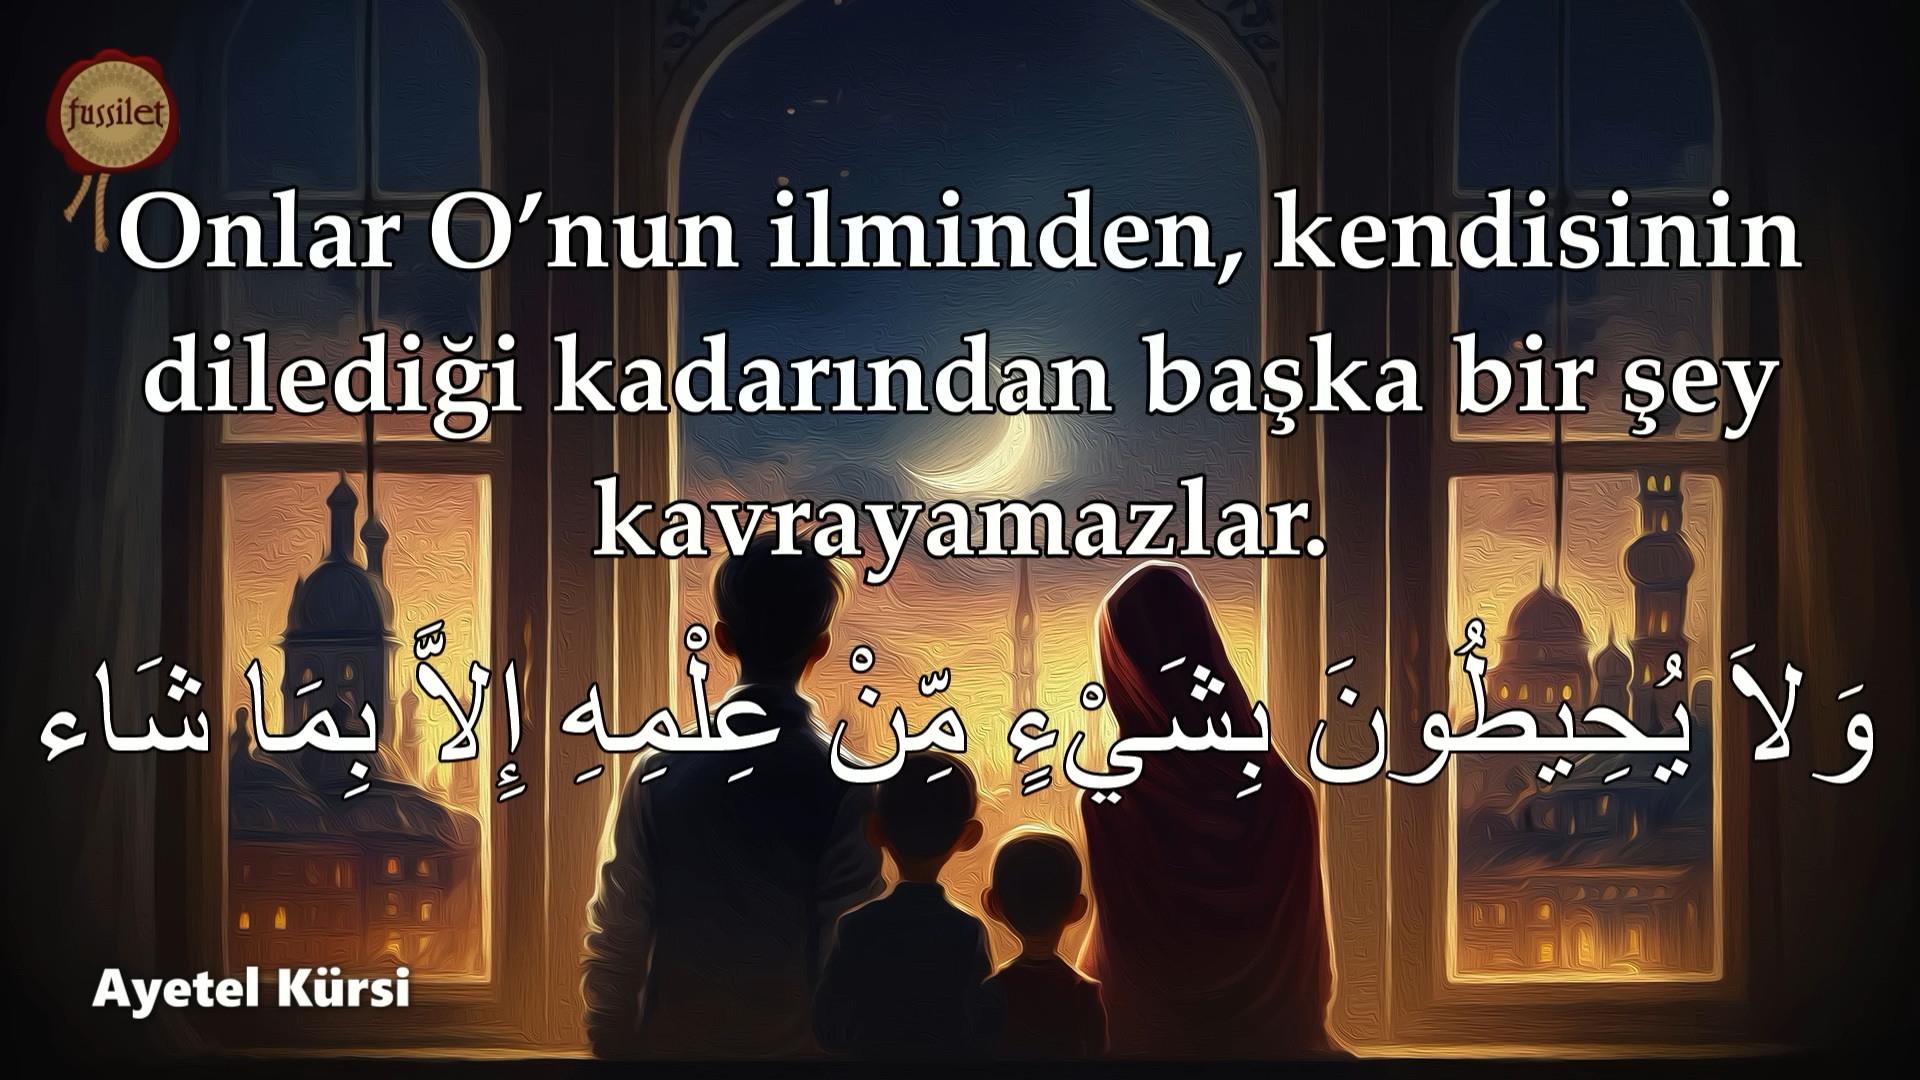 fussilet
Onlar O’nun ilminden, kendisinin
dilediği kadarından başka bir şey
kavrayamazlar.
وَلاَ يُحِيطُونَ بِشَيْءٍ مِّنْ عِلْمِهِ إِلاَّ بِمَا شَاء
Ayetel Kürsi